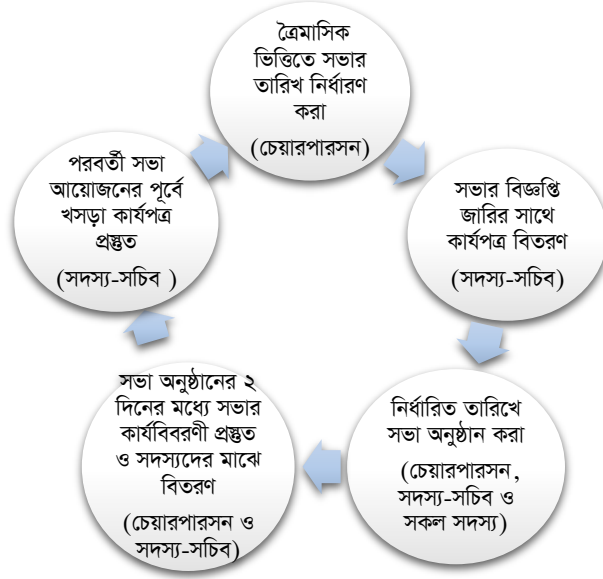 ত্রৈমাসিক
ভিত্তিতে সভার
তারিখ নির্ধারণ
করা
(চেয়ারপারসন)
সভার বিজ্ঞপ্তি
জারির সাথে
কার্যপত্র বিতরণ
(সদস্য-সচিব)
নির্ধারিত তারিখে
সভা অনুষ্ঠান করা
(চেয়ারপারসন,
সদস্য-সচিব ও
সকল সদস্য)
সভা অনুষ্ঠানের ২
দিনের মধ্যে সভার
কার্যবিবরণী প্রস্তুত
ও সদস্যদের মাঝে
বিতরণ
(চেয়ারপারসন ও
সদস্য-সচিব)
পরবর্তী সভা
আয়োজনের পূর্বে
খসড়া কার্যপত্র
প্রস্তুত
(সদস্য-সচিব )